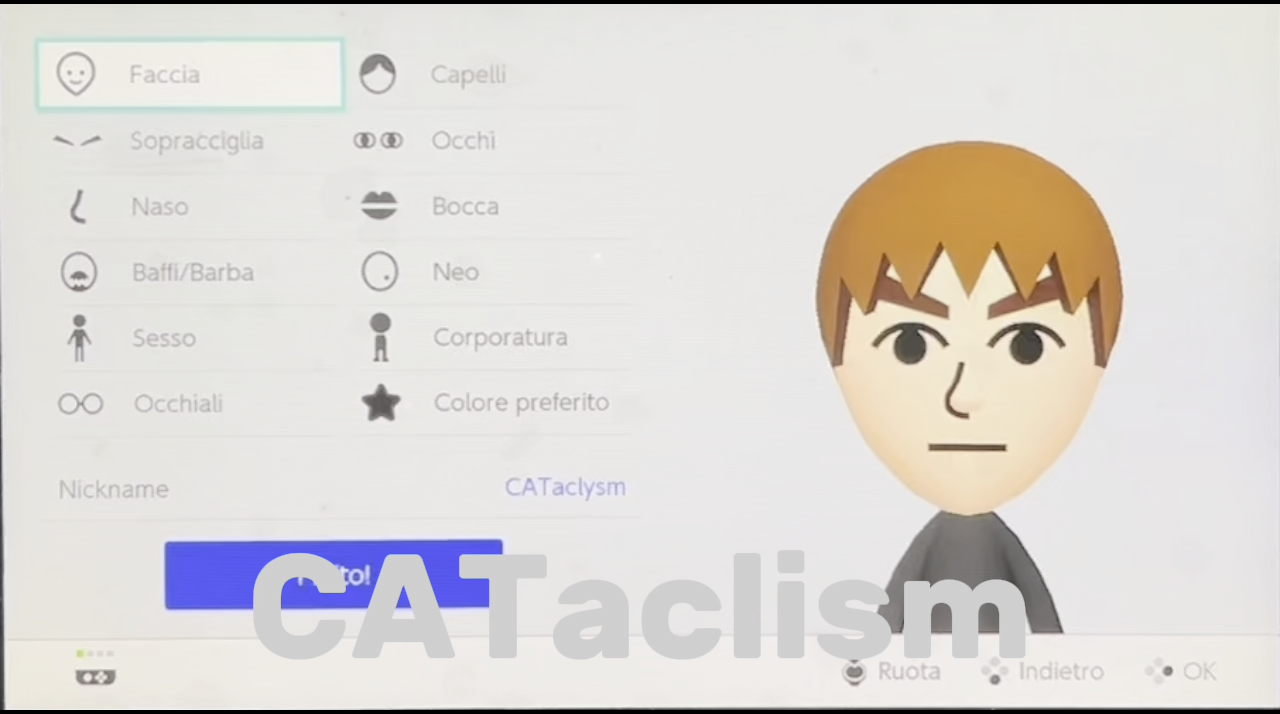 Faccia
Capelli
Sopracciglia
Occhi
Naso
Bocca
Baffi/Barba
Neo
Sesso
Corporatura
Occhiali
Colore preferito
Nickname
CATaclysm
CATaclism
Ruota
Indietro
OK